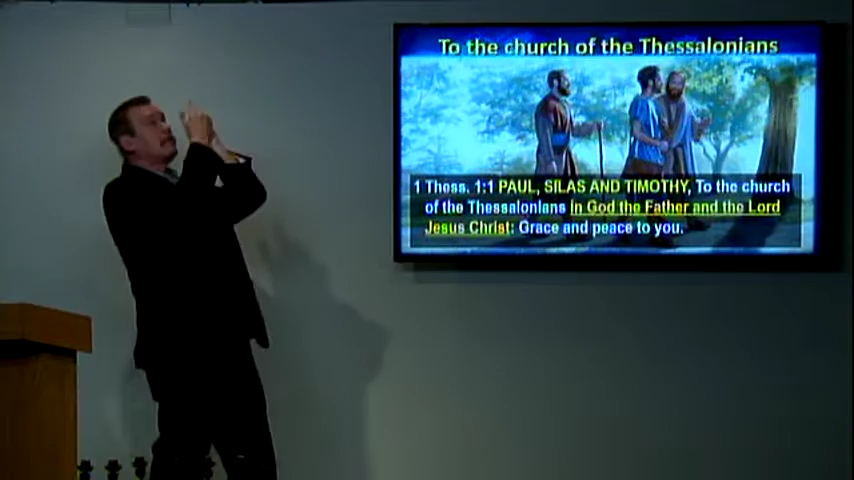 To the church of the Thessalonians
1 Thess. 1:1 PAUL, SILAS AND TIMOTHY, To the church
of the Thessalonians in God the Father and the Lord
Jesus Christ: Grace and peace to you.